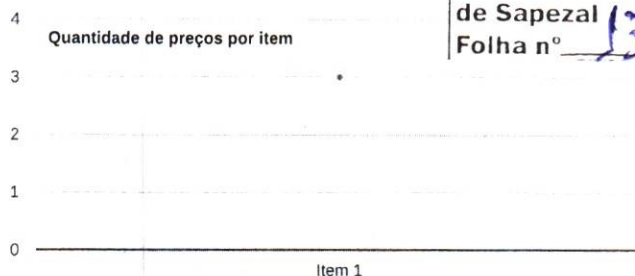 de Sapezal
Folha nº
4
Quantidade de preços por item
3
2
1
0
Item 1